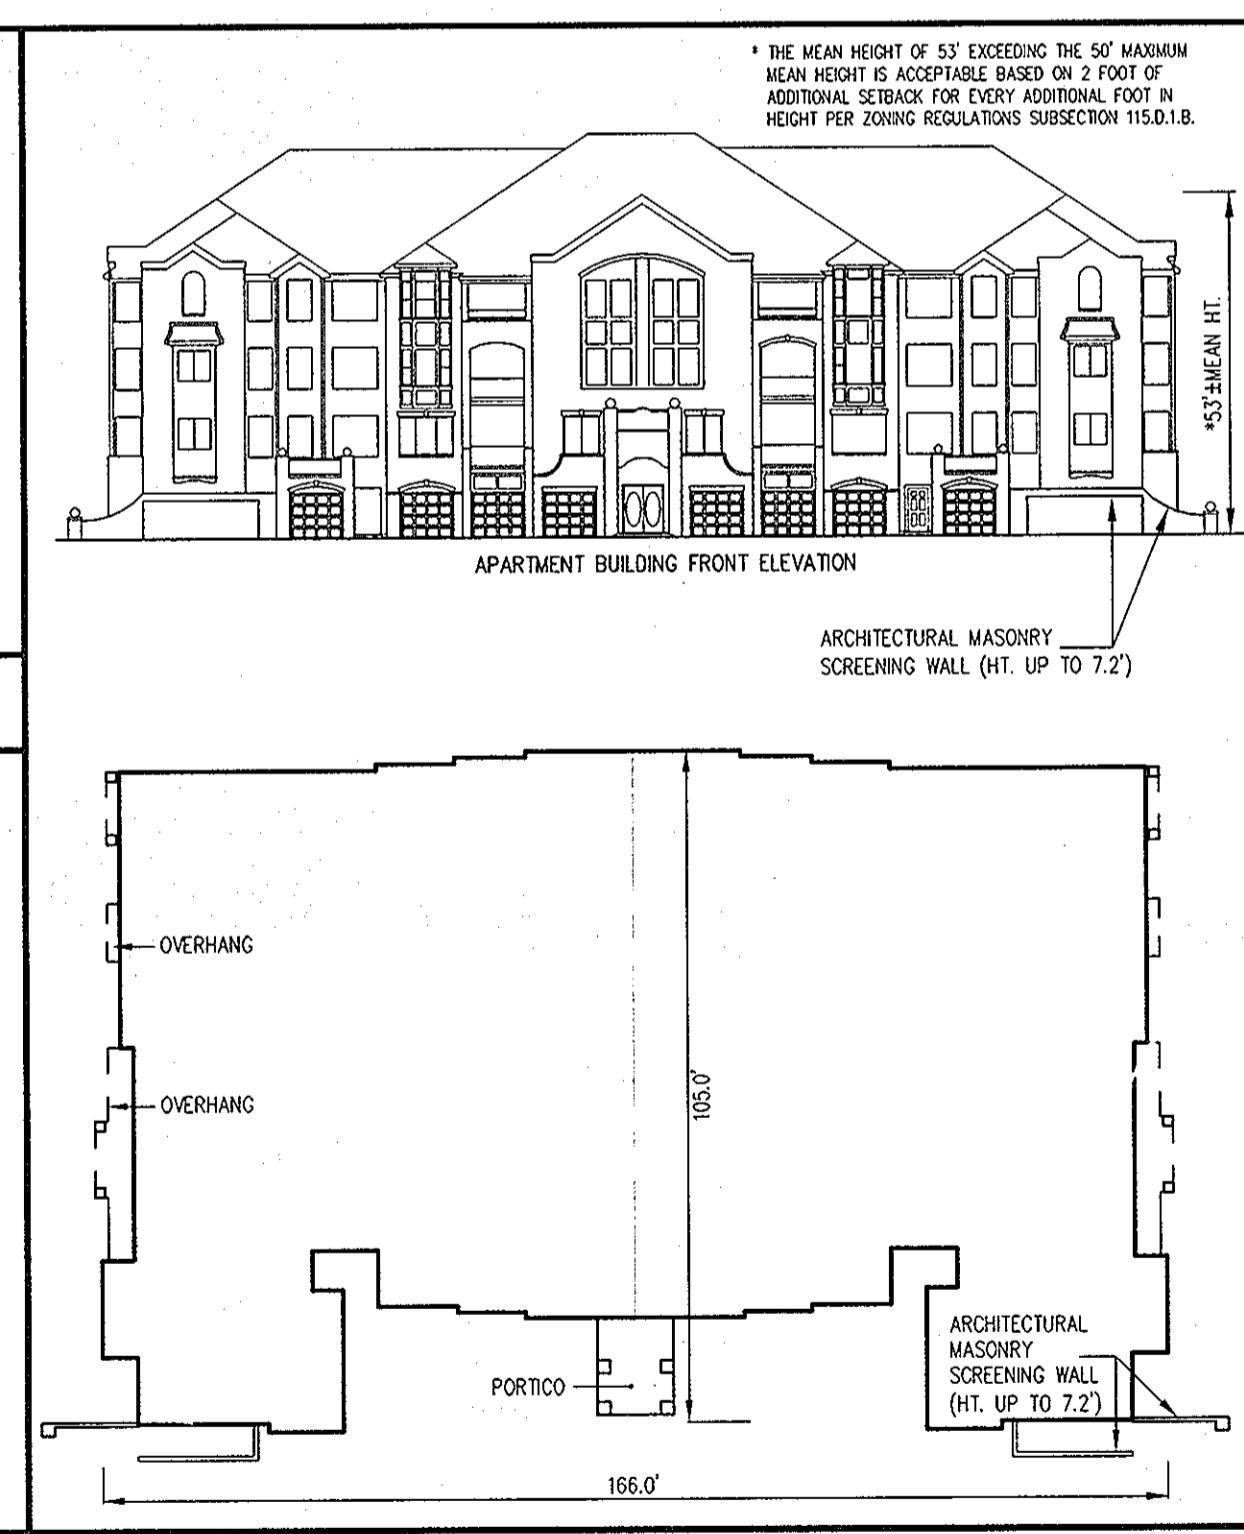 * THE MEAN HEIGHT OF 53' EXCEEDING THE 50' MAXIMUM
MEAN HEIGHT IS ACCEPTABLE BASED ON 2 FOOT OF
ADDITIONAL SETBACK FOR EVERY ADDITIONAL FOOT IN
HEIGHT PER ZONING REGULATIONS SUBSECTION 115.D.1.B.
*53'±MEAN HT.
APARTMENT BUILDING FRONT ELEVATION
ARCHITECTURAL MASONRY
SCREENING WALL (HT. UP TO 7.2')
OVERHANG
OVERHANG
105.0'
ARCHITECTURAL
MASONRY
SCREENING WALL
(HT. UP TO 7.2')
PORTICO
166.0'